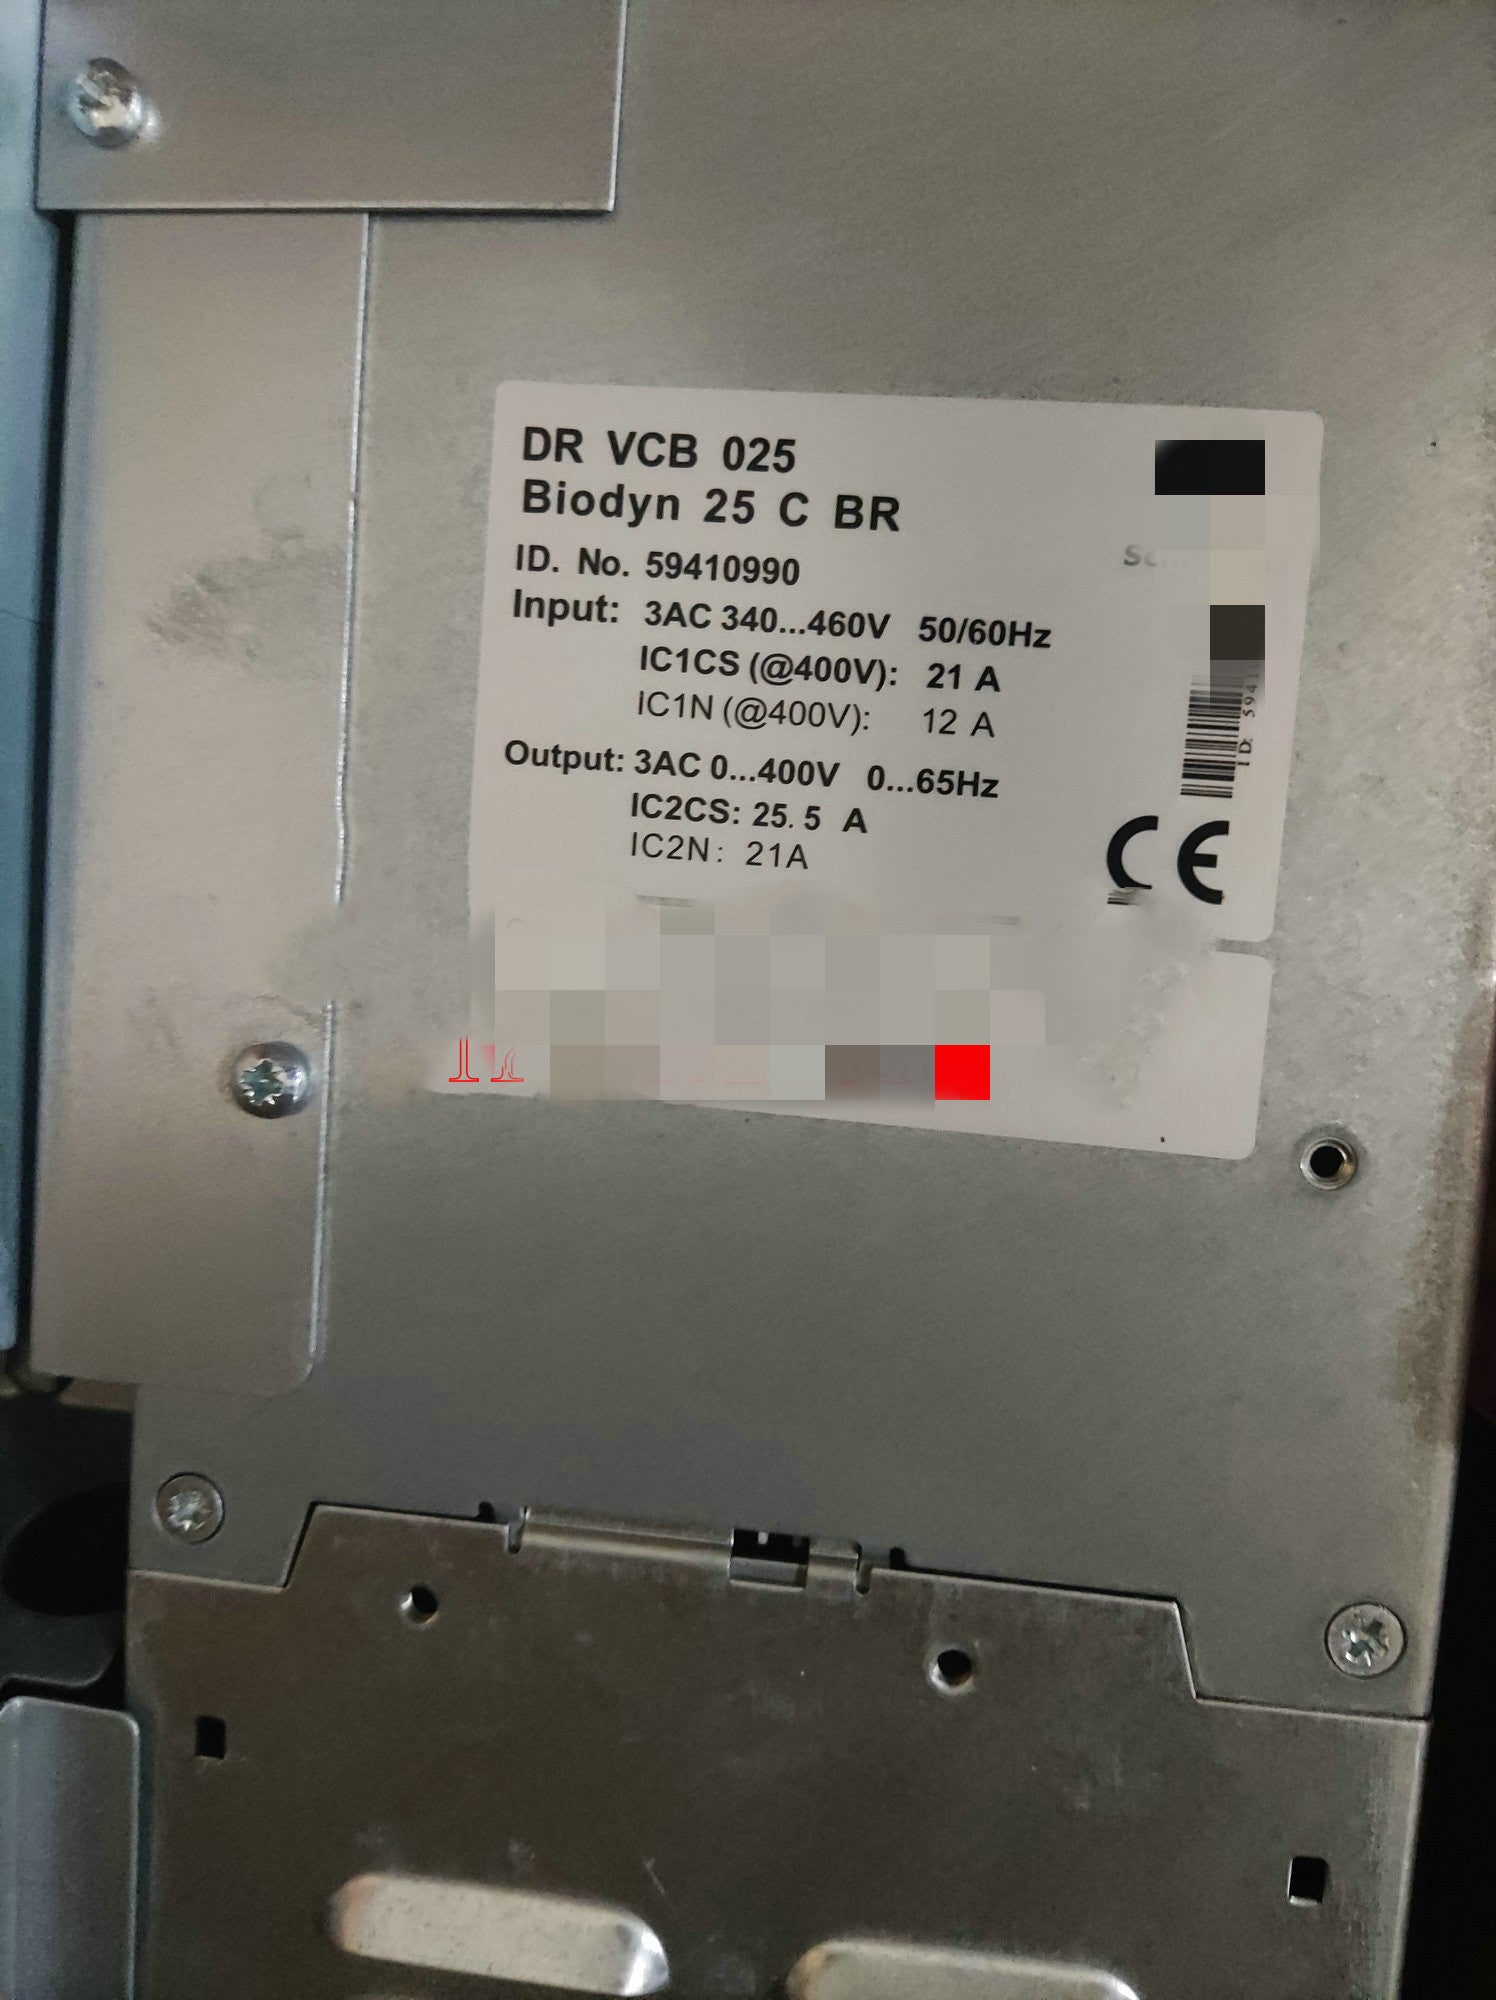 DR VCB 025
Biodyn 25 C BR
ID. No. 59410990
Input: 3AC 340...460V 50/60Hz
IC1CS (@400V): 21 A
IC1N (@400V): 12 A
Output: 3AC 0...400V 0...65Hz
IC2CS: 25.5 A
IC2N: 21A
CE